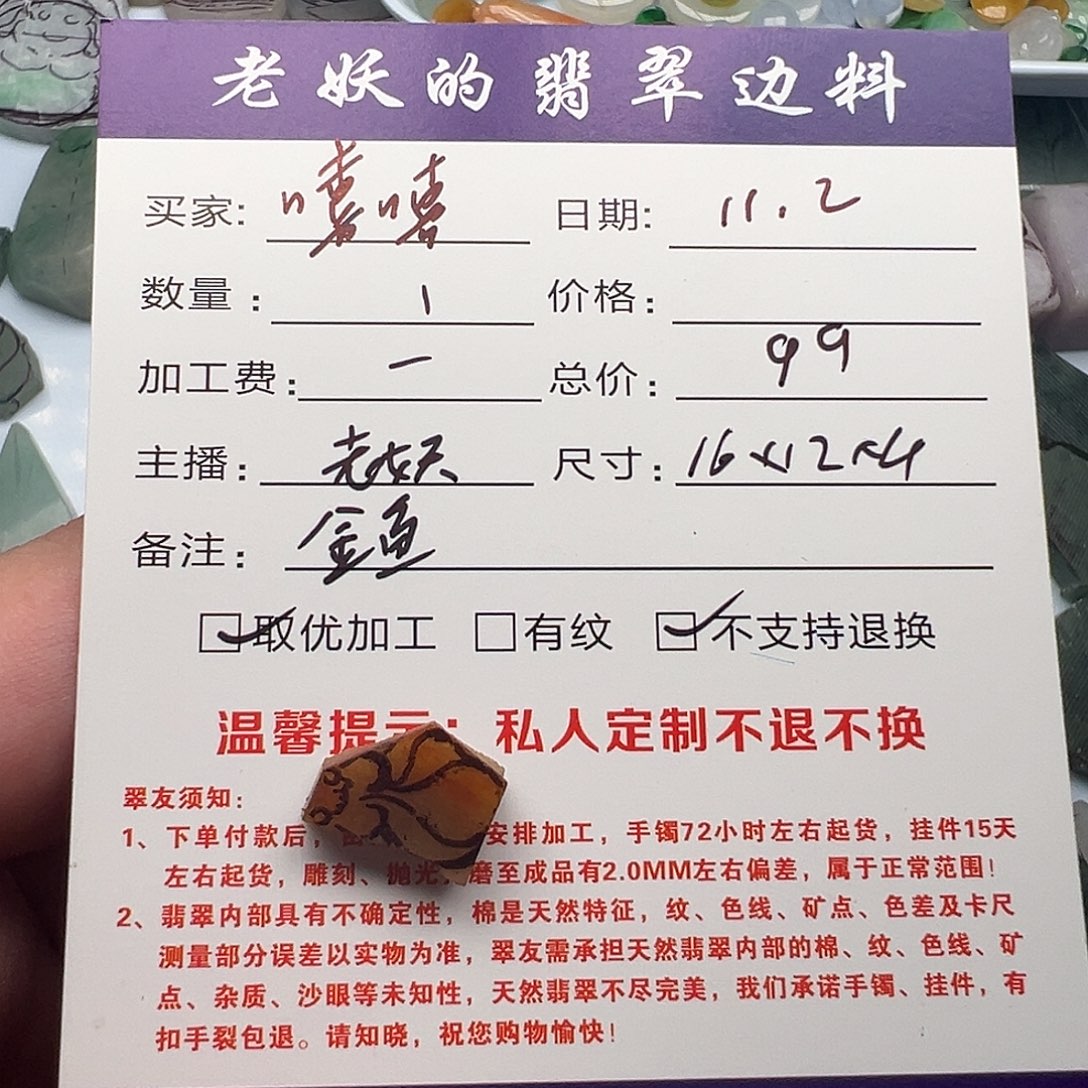 老妖的翡翠边料
买家: 嘻嘻 日期: 11.2
数量: 1 价格:
加工费: 一 总价: 99
主播: 老妖 尺寸: 16×12×4
备注: 金鱼
取优加工 有纹 不支持退换
温馨提示: 私人定制不退不换
翠友须知:
1、下单付款后, 安排加工，手镯72小时左右起货，挂件15天
左右起货，雕刻、抛光, 磨至成品有2.0MM左右偏差，属于正常范围!
2、翡翠内部具有不确定性，棉是天然特征，纹、色线、矿点、色差及卡尺
测量部分误差以实物为准，翠友需承担天然翡翠内部的棉、纹、色线、矿
点、杂质、沙眼等未知性，天然翡翠不尽完美，我们承诺手镯、挂件，有
扣手裂包退。请知晓，祝您购物愉快!